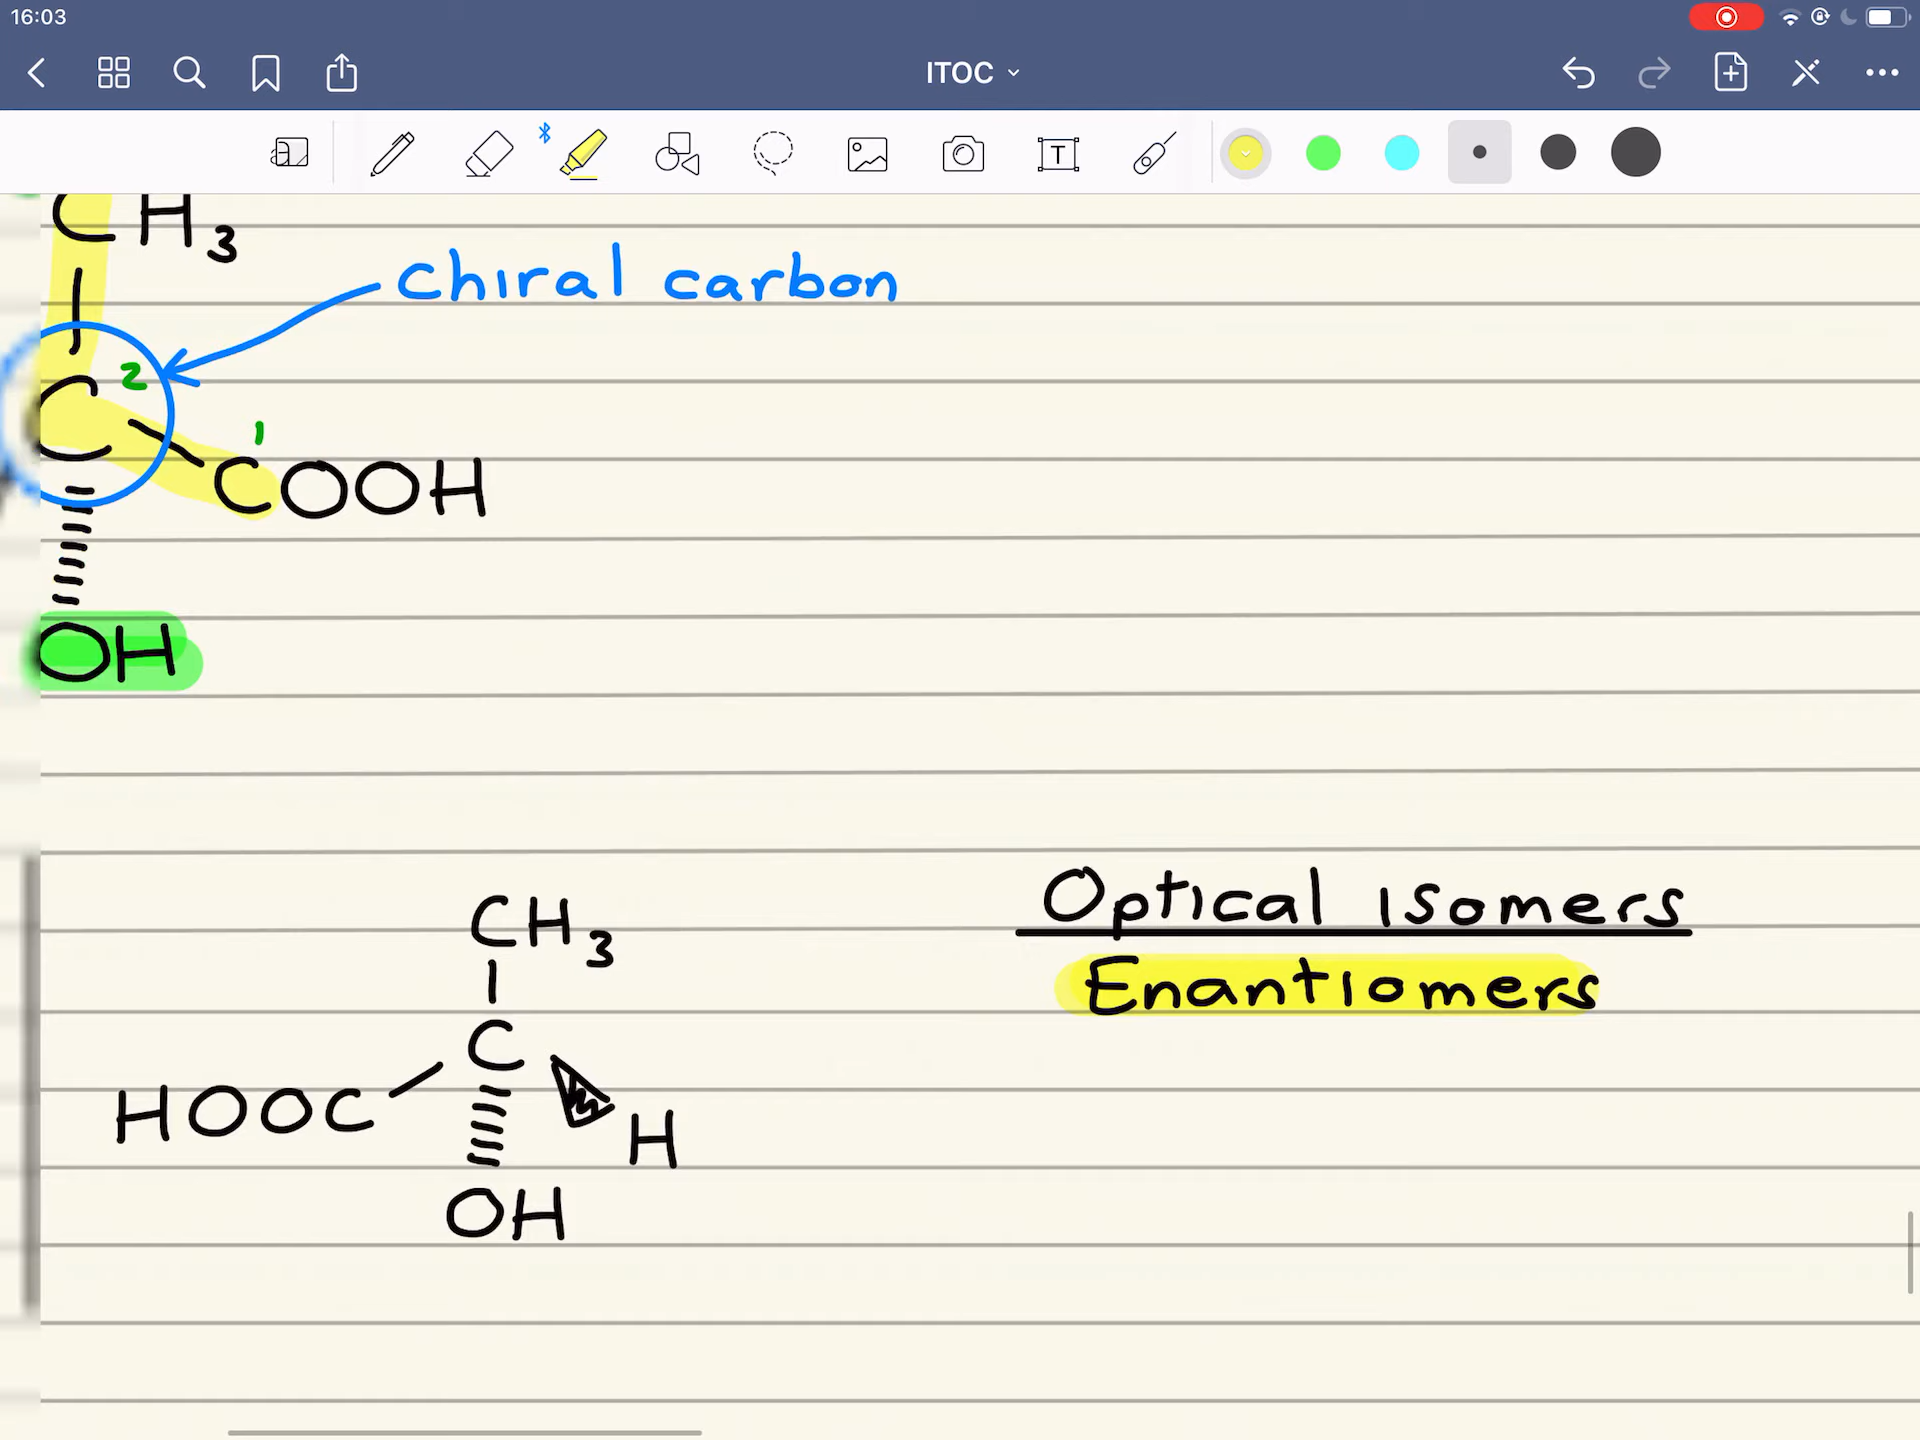 16:03
ITOC
CH3
Chiral carbon
C 2
1
COOH
OH
CH3
C
HOOC
H
OH
Optical isomers
Enantiomers